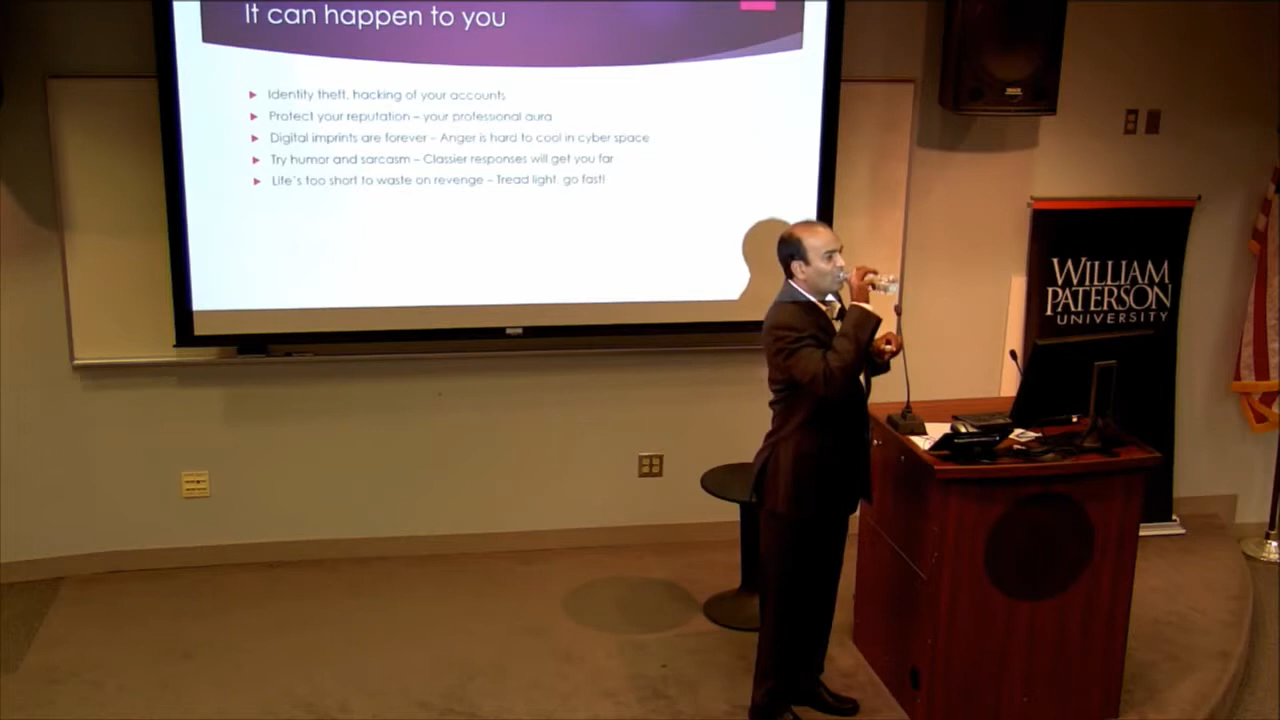 It can happen to you
Identity theft, hacking of your accounts
Protect your reputation – your professional aura
Digital imprints are forever – Anger is hard to cool in cyber space
Try humor and sarcasm – Classier responses will get you far
Life's too short to waste on revenge – Tread light, go fast!
WILLIAM
PATERSON
UNIVERSITY